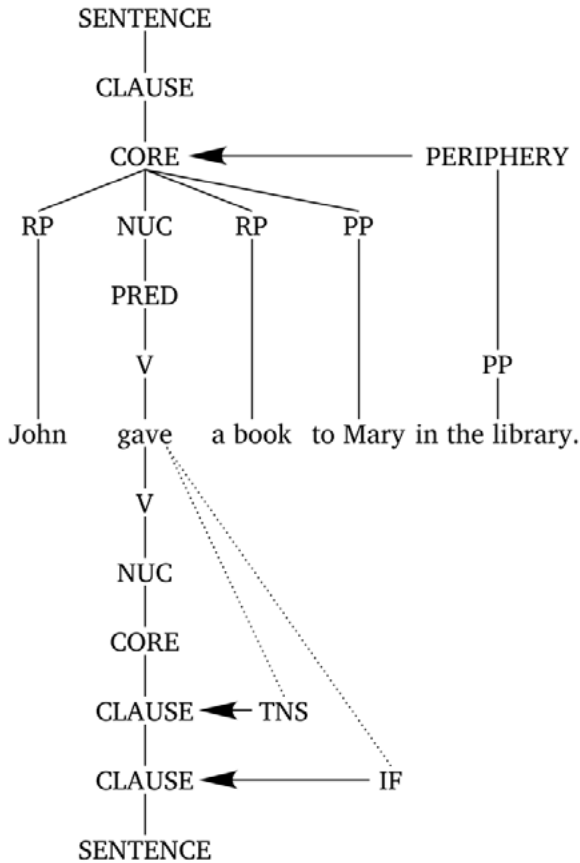 SENTENCE
CLAUSE
CORE PERIPHERY
RP NUC RP PP
PRED
V PP
John gave a book to Mary in the library.
V
NUC
CORE
CLAUSE TNS
CLAUSE IF
SENTENCE